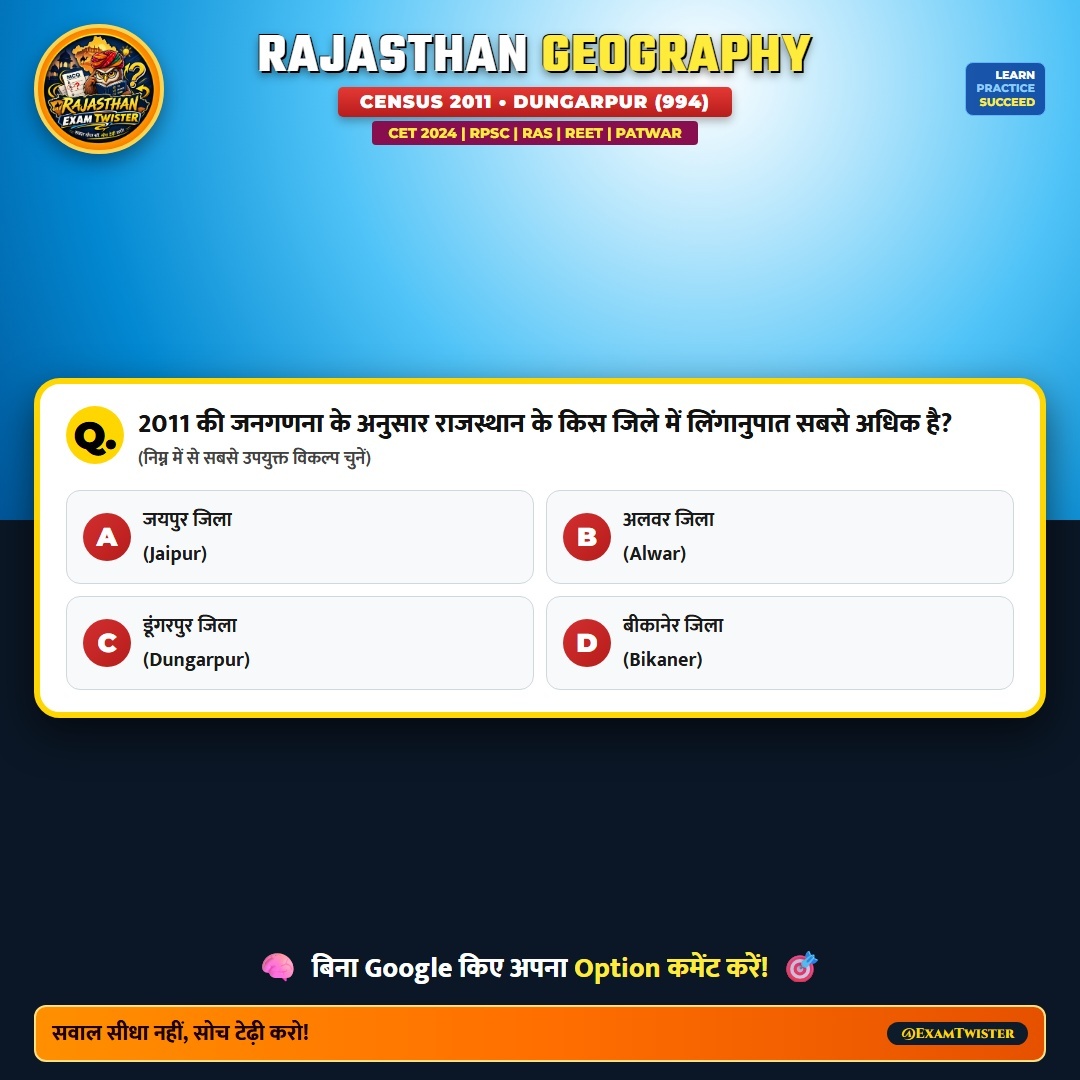 RAJASTHAN GEOGRAPHY
CENSUS 2011 • DUNGARPUR (994)
CET 2024 | RPSC | RAS | REET | PATWAR
LEARN
PRACTICE
SUCCEED
MCQ
RAJASTHAN
EXAM TWISTER
Q.
2011 की जनगणना के अनुसार राजस्थान के किस जिले में लिंगानुपात सबसे अधिक है?
(निम्न में से सबसे उपयुक्त विकल्प चुनें)
A
जयपुर जिला
(Jaipur)
B
अलवर जिला
(Alwar)
C
डूंगरपुर जिला
(Dungarpur)
D
बीकानेर जिला
(Bikaner)
बिना Google किए अपना Option कमेंट करें!
सवाल सीधा नहीं, सोच टेढ़ी करो!
@EXAMTWISTER